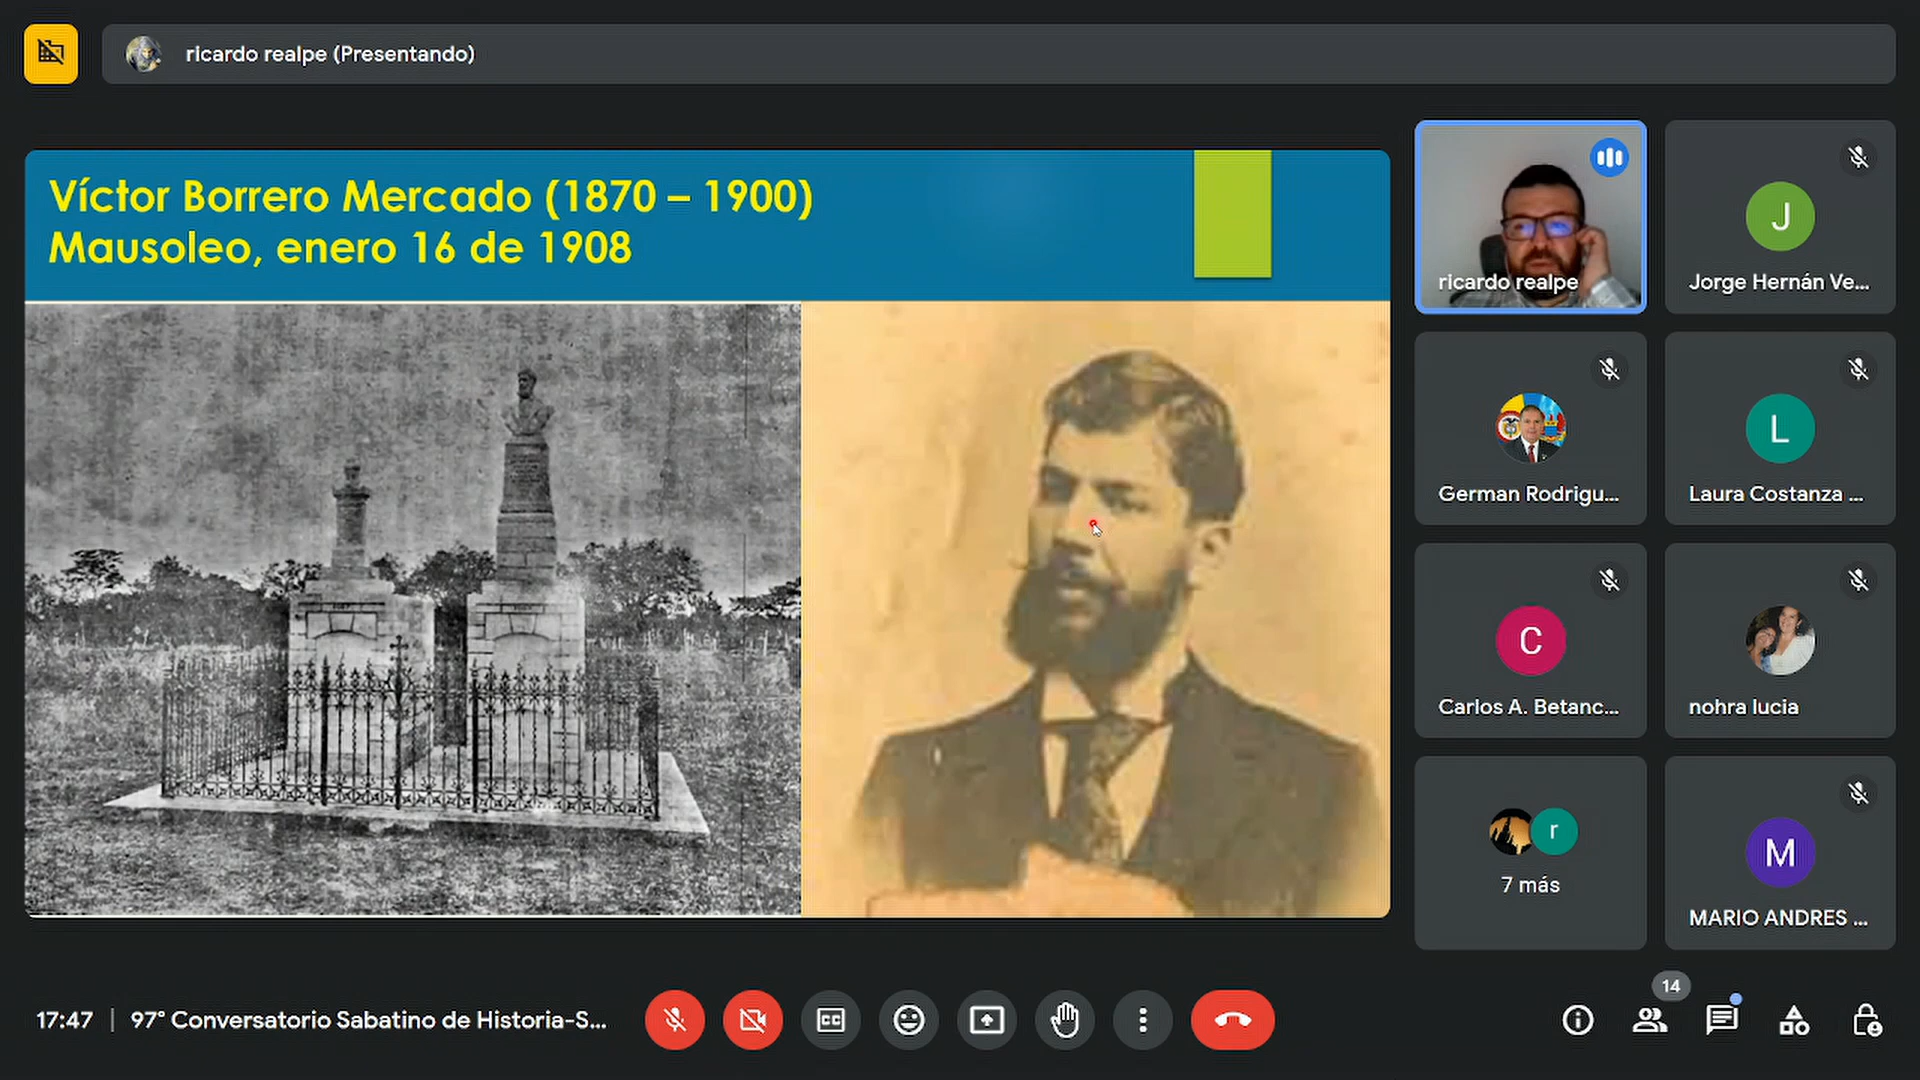 ricardo realpe (Presentando)
Víctor Borrero Mercado (1870 – 1900)
Mausoleo, enero 16 de 1908
ricardo realpe
J
Jorge Hernán Ve...
German Rodrigu...
L
Laura Costanza ...
C
Carlos A. Betanc...
nohra lucia
r
7 más
M
MARIO ANDRES ...
17:47 | 97° Conversatorio Sabatino de Historia-S...
CC
14